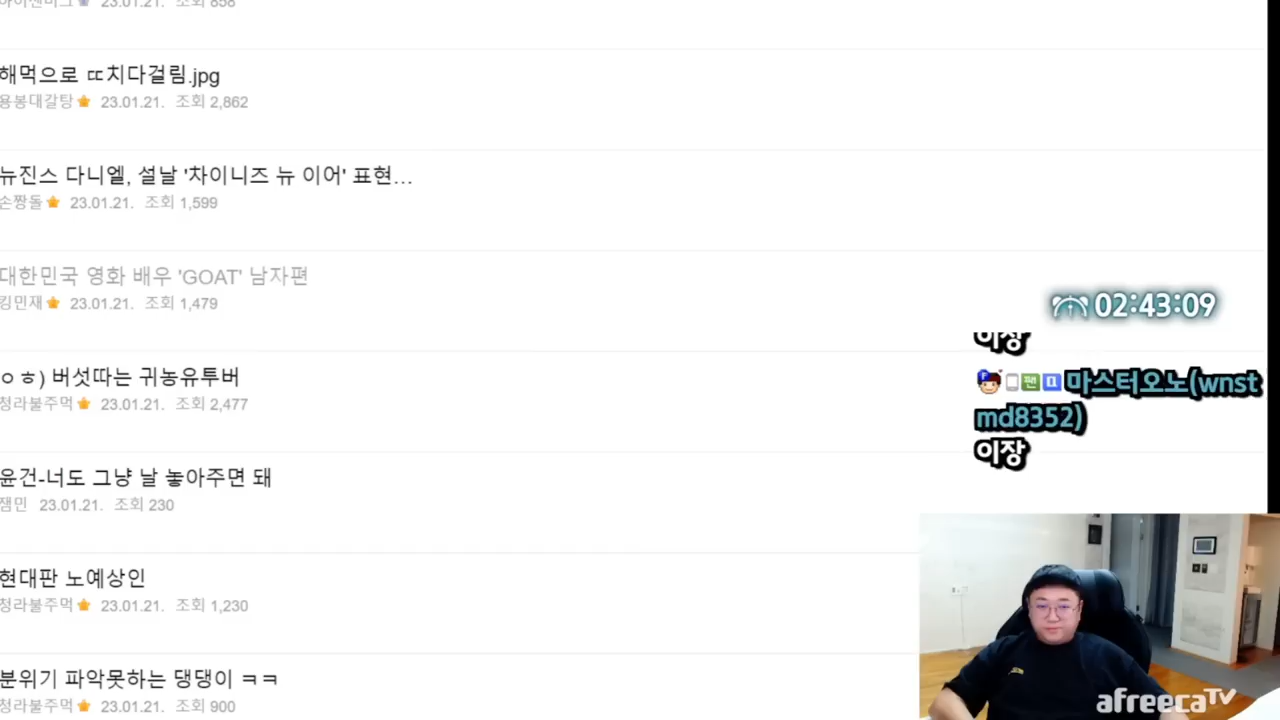 23.01.21. 조회 858
해먹으로 ㄸ치다걸림.jpg
용봉대갈탕 23.01.21. 조회 2,862
뉴진스 다니엘, 설날 '차이니즈 뉴 이어' 표현…
손짱돌 23.01.21. 조회 1,599
대한민국 영화 배우 'GOAT' 남자편
킹민재 23.01.21. 조회 1,479
ㅇㅎ) 버섯따는 귀농유투버
청라불주먹 23.01.21. 조회 2,477
윤건-너도 그냥 날 놓아주면 돼
잼민 23.01.21. 조회 230
현대판 노예상인
청라불주먹 23.01.21. 조회 1,230
분위기 파악못하는 댕댕이 ㅋㅋ
청라불주먹 23.01.21. 조회 900
02:43:09
이장
F 팬 마스터오노(wnst
md8352)
이장
afreecaTV